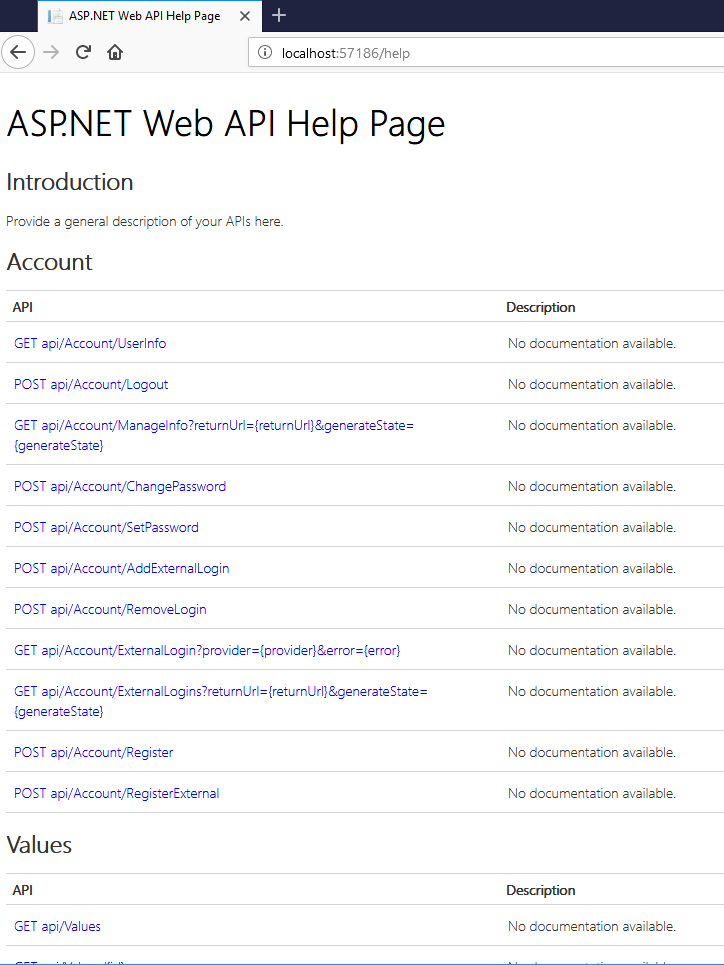 ASP.NET Web API Help Page
localhost:57186/help
ASP.NET Web API Help Page
Introduction
Provide a general description of your APIs here.
Account
API Description
GET api/Account/UserInfo No documentation available.
POST api/Account/Logout No documentation available.
GET api/Account/ManageInfo?returnUrl={returnUrl}&generateState= No documentation available.
{generateState}
POST api/Account/ChangePassword No documentation available.
POST api/Account/SetPassword No documentation available.
POST api/Account/AddExternalLogin No documentation available.
POST api/Account/RemoveLogin No documentation available.
GET api/Account/ExternalLogin?provider={provider}&error={error} No documentation available.
GET api/Account/ExternalLogins?returnUrl={returnUrl}&generateState= No documentation available.
{generateState}
POST api/Account/Register No documentation available.
POST api/Account/RegisterExternal No documentation available.
Values
API Description
GET api/Values No documentation available.